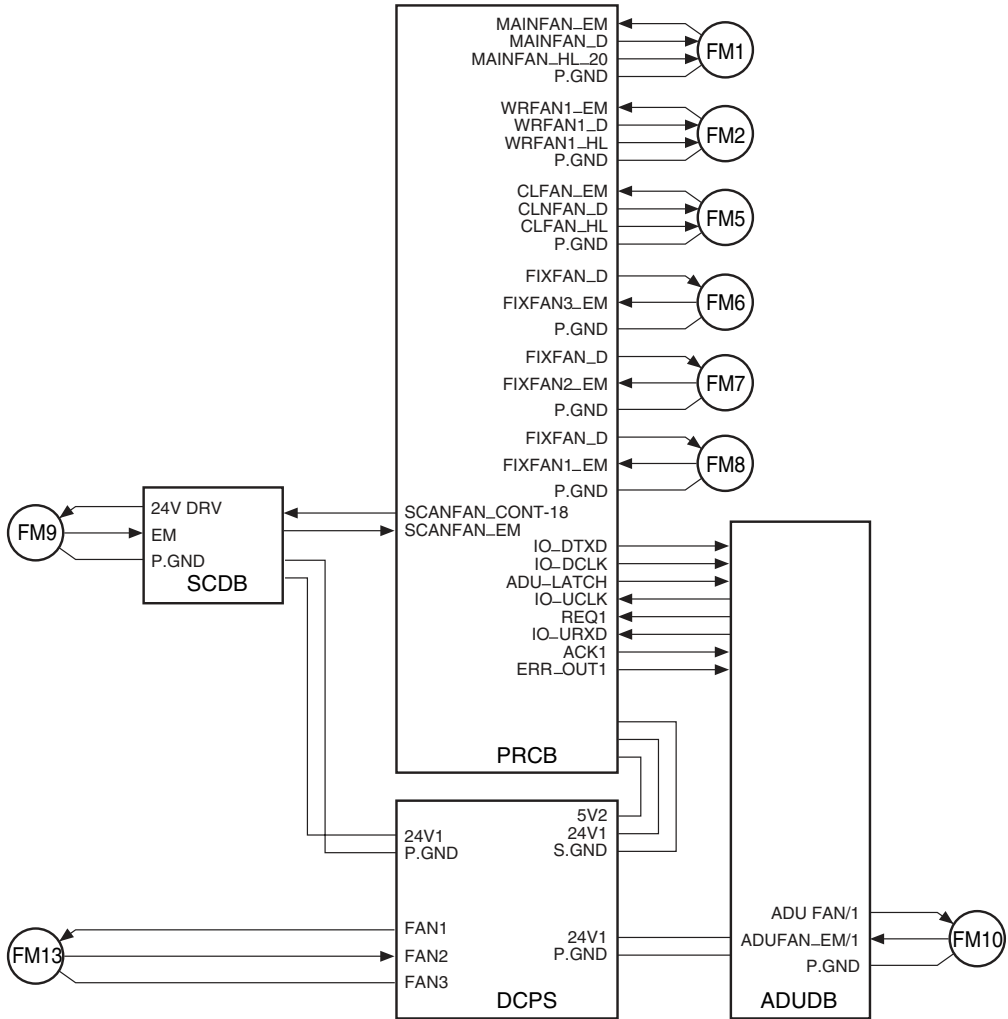 MAINFAN_EM
MAINFAN_D
MAINFAN_HL_20
P.GND
FM1
WRFAN1_EM
WRFAN1_D
WRFAN1_HL
P.GND
FM2
CLFAN_EM
CLNFAN_D
CLFAN_HL
P.GND
FM5
FIXFAN_D
FIXFAN3_EM
P.GND
FM6
FIXFAN_D
FIXFAN2_EM
P.GND
FM7
FIXFAN_D
FIXFAN1_EM
P.GND
FM8
FM9
24V DRV
EM
P.GND
SCDB
SCANFAN_CONT-18
SCANFAN_EM
IO_DTXD
IO_DCLK
ADU_LATCH
IO_UCLK
REQ1
IO_URXD
ACK1
ERR_OUT1
PRCB
24V1
P.GND
5V2
24V1
S.GND
FM13
FAN1
FAN2
FAN3
24V1
P.GND
DCPS
ADU FAN/1
ADUFAN_EM/1
P.GND
ADUDB
FM10